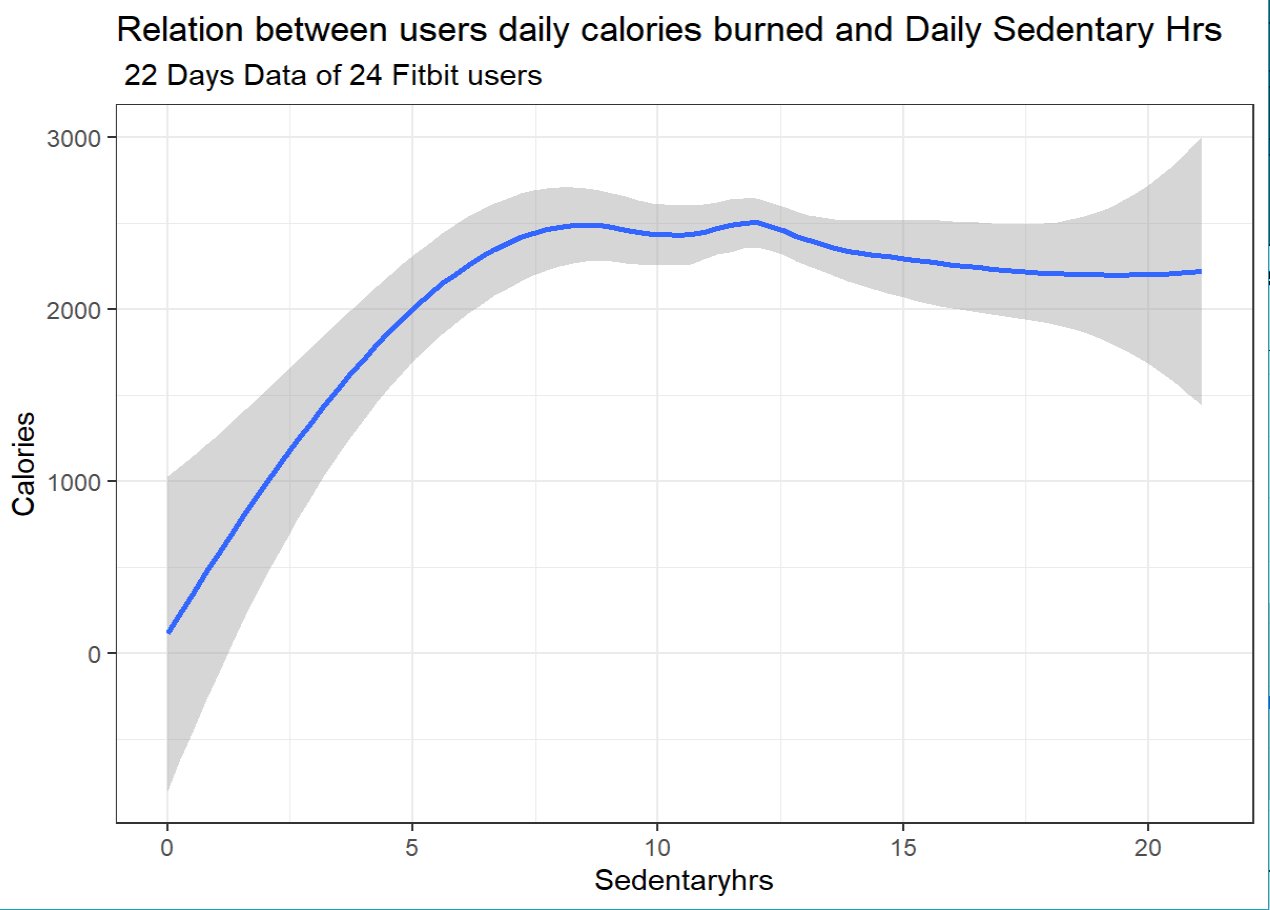 Relation between users daily calories burned and Daily Sedentary Hrs
22 Days Data of 24 Fitbit users
3000
2000
1000
0
Calories
0 5 10 15 20
Sedentaryhrs